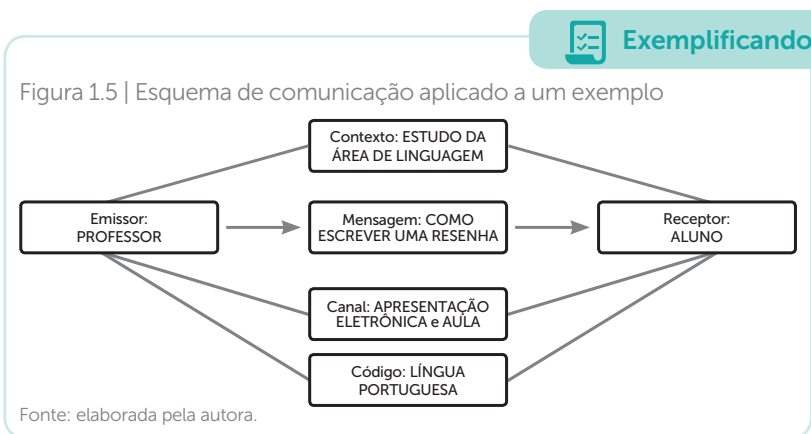 Exemplificando
Figura 1.5 | Esquema de comunicação aplicado a um exemplo
Contexto: ESTUDO DA
ÁREA DE LINGUAGEM
Emissor:
PROFESSOR
Mensagem: COMO
ESCREVER UMA RESENHA
Receptor:
ALUNO
Canal: APRESENTAÇÃO
ELETRÔNICA e AULA
Código: LÍNGUA
PORTUGUESA
Fonte: elaborada pela autora.